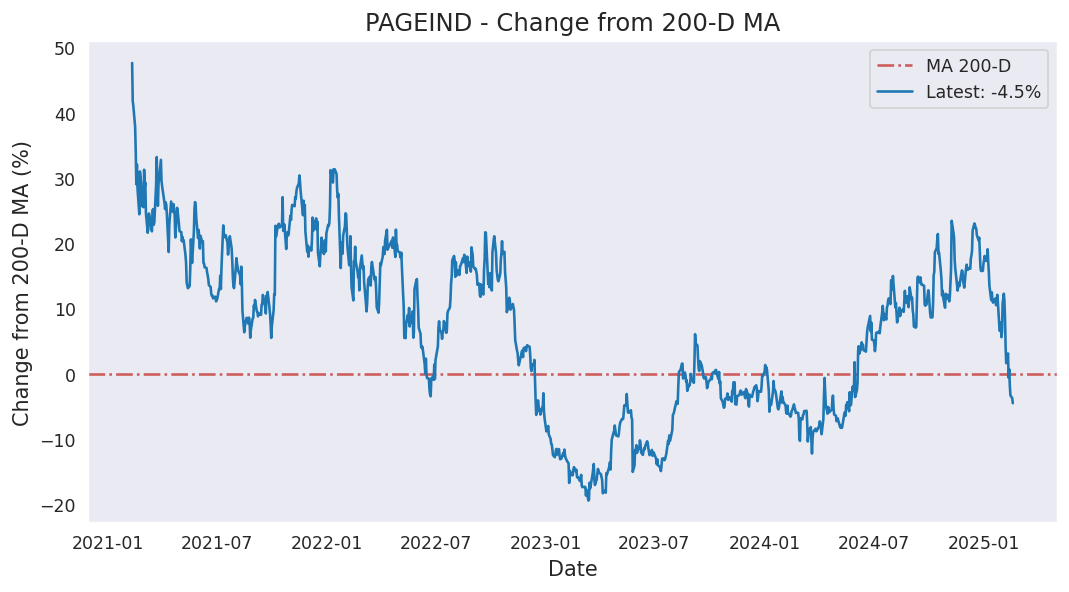 PAGEIND - Change from 200-D MA
Change from 200-D MA (%)
50
40
30
20
10
0
−10
−20
MA 200-D
Latest: -4.5%
2021-01 2021-07 2022-01 2022-07 2023-01 2023-07 2024-01 2024-07 2025-01
Date